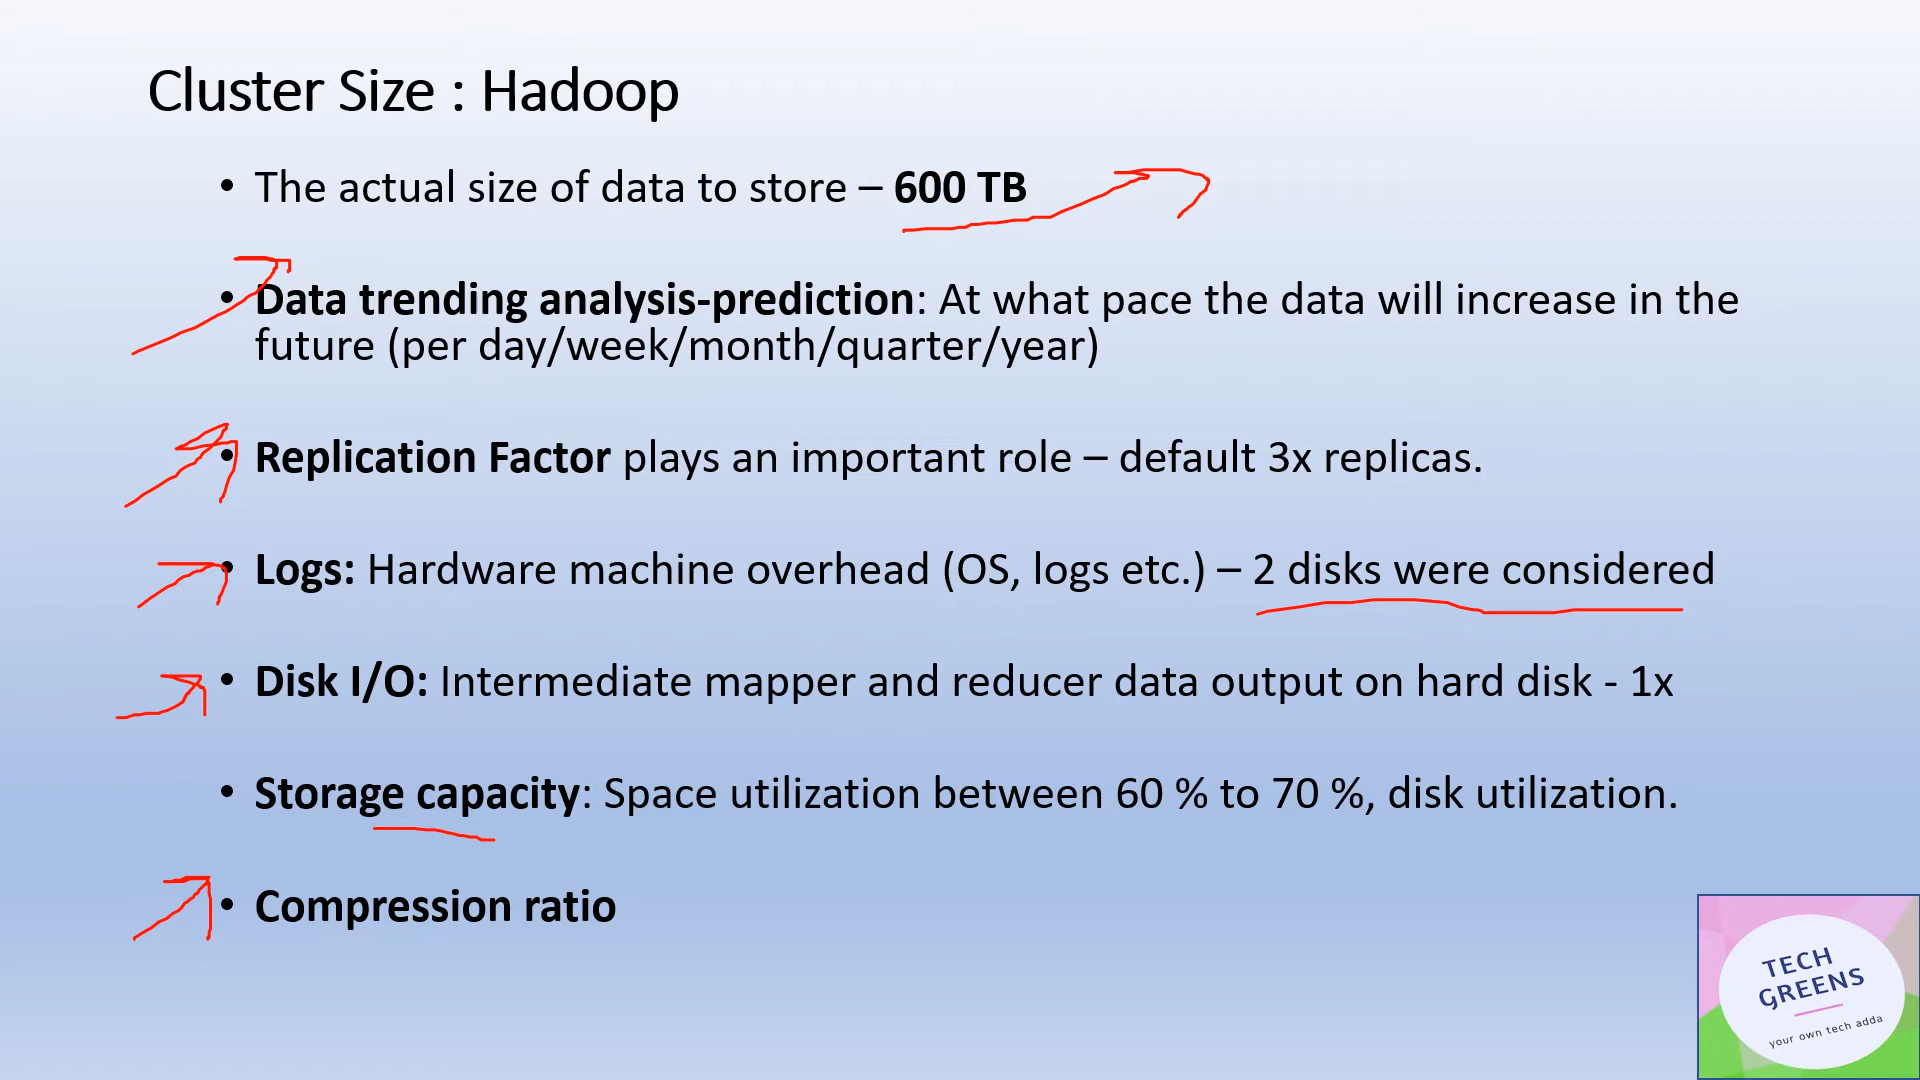 Cluster Size : Hadoop
• The actual size of data to store – 600 TB
• Data trending analysis-prediction: At what pace the data will increase in the
future (per day/week/month/quarter/year)
• Replication Factor plays an important role – default 3x replicas.
• Logs: Hardware machine overhead (OS, logs etc.) – 2 disks were considered
• Disk I/O: Intermediate mapper and reducer data output on hard disk - 1x
• Storage capacity: Space utilization between 60 % to 70 %, disk utilization.
• Compression ratio
TECH
GREENS
your own tech adda